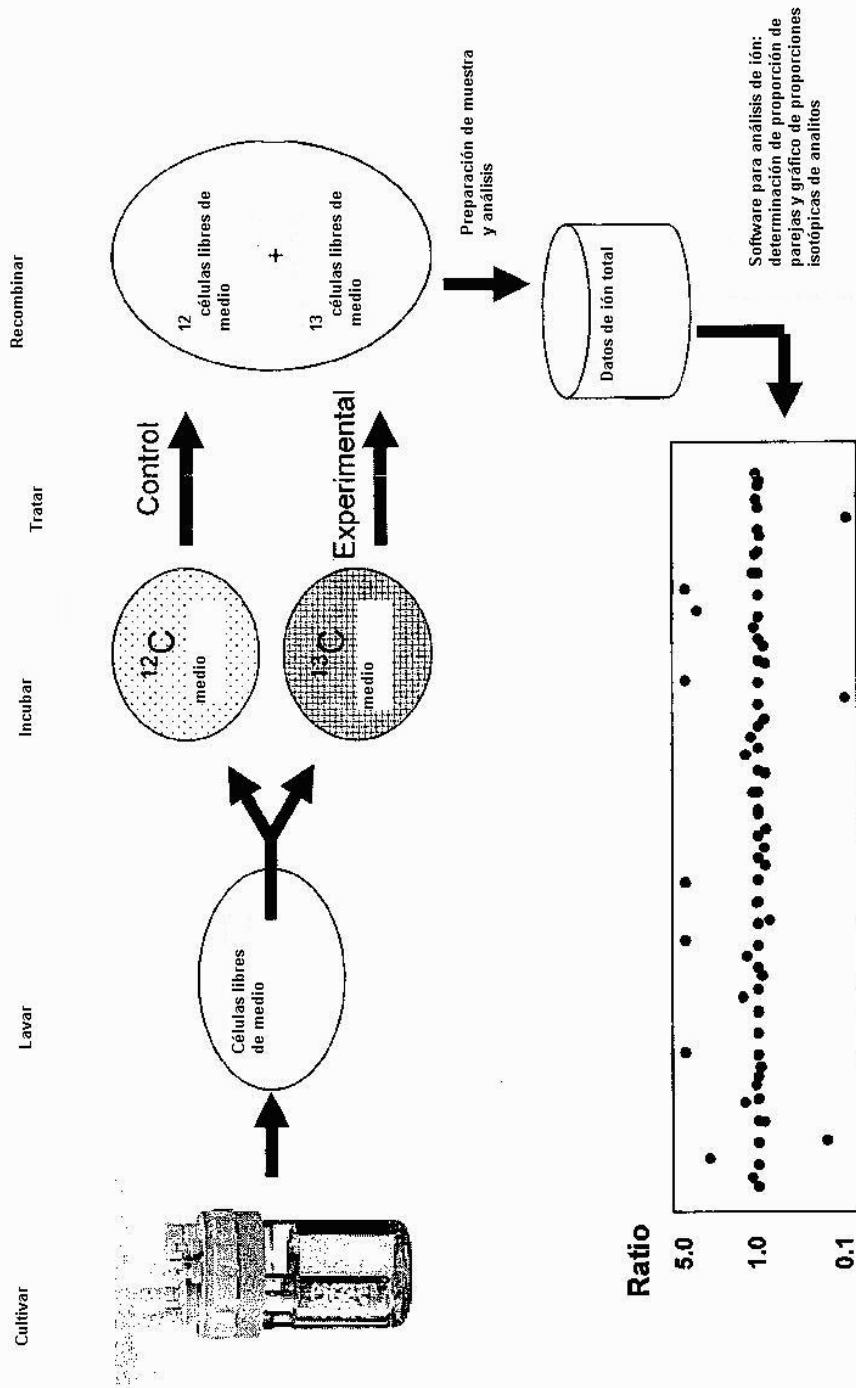 Cultivar
Lavar
Incubar
Tratar
Recombinar
Células libres
de medio
12C
medio
13C
medio
Control
Experimental
12
células libres de
medio
+
13
células libres de
medio
Preparación de muestra
y análisis
Datos de ión total
Software para análisis de ión:
determinación de proporción de
parejas y gráfico de proporciones
isotópicas de analitos
Ratio
5.0
1.0
0.1